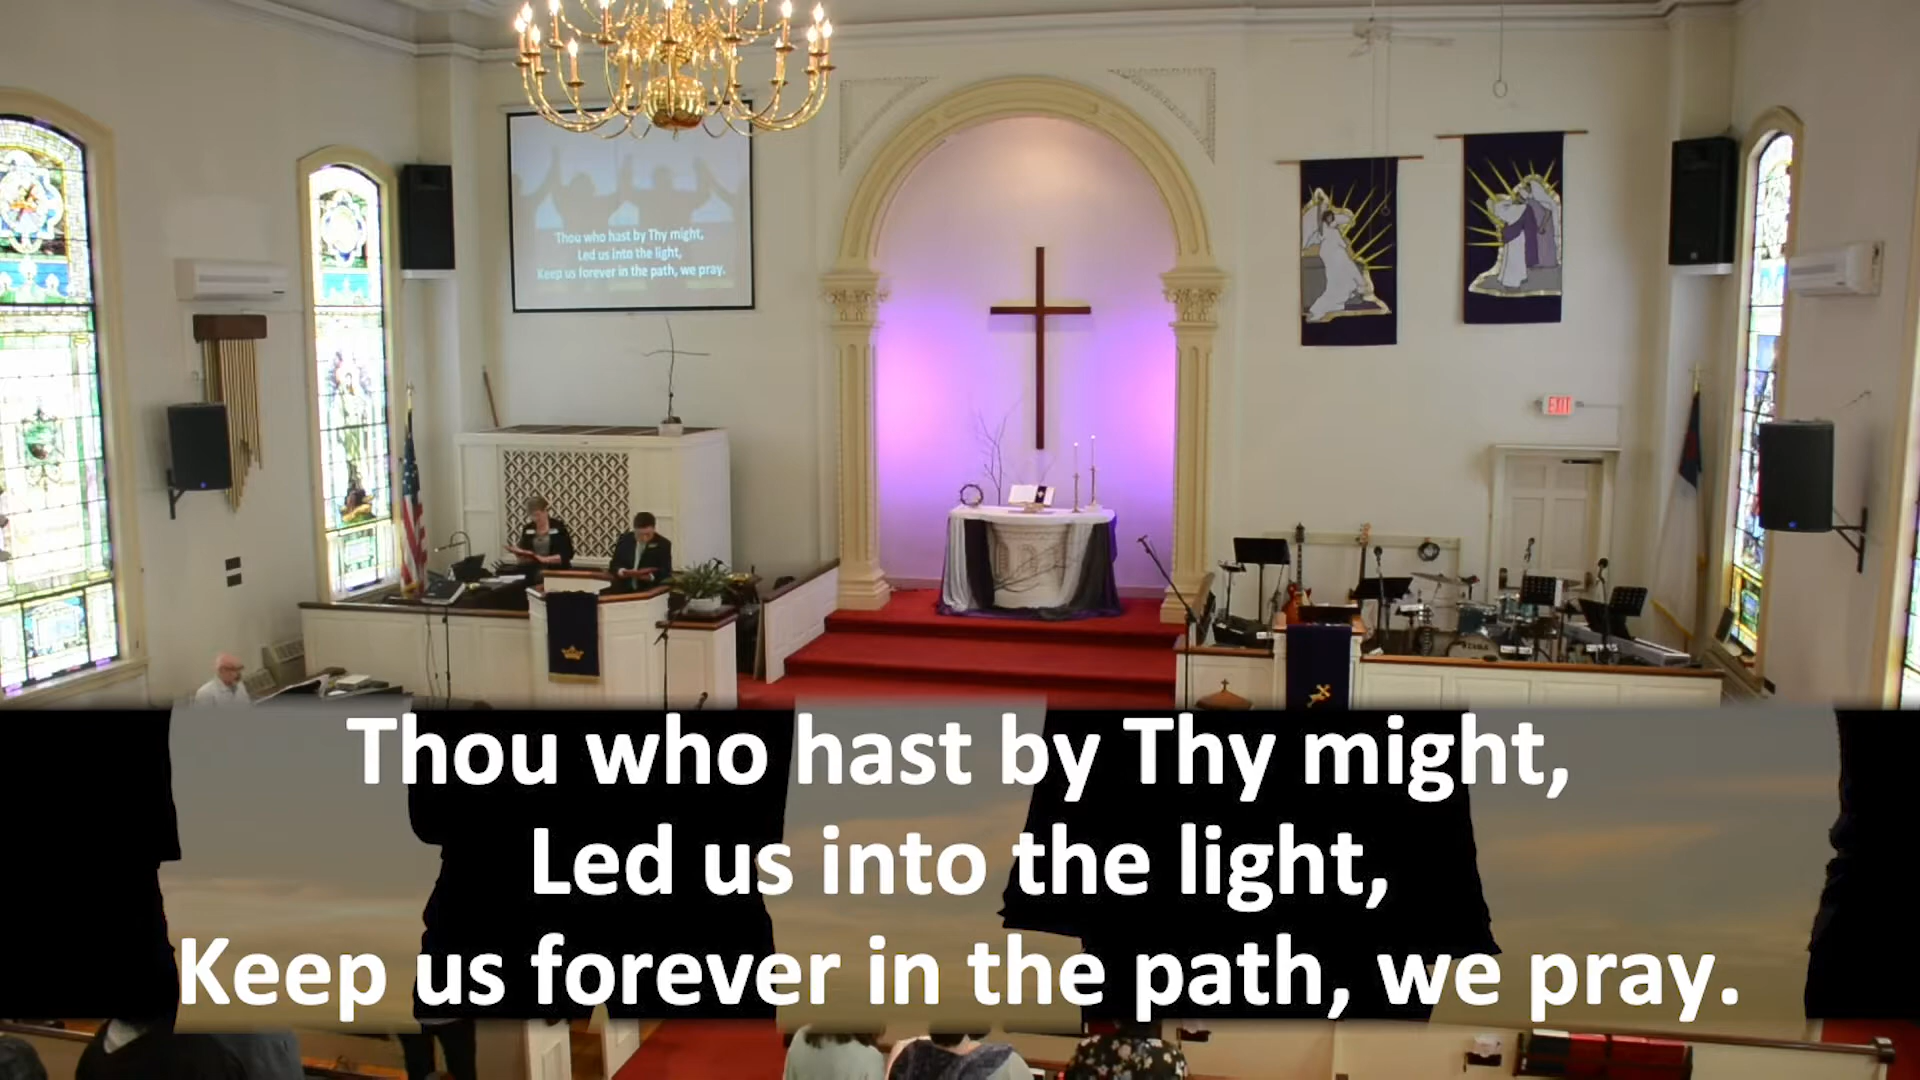 Thou who hast by Thy might,
Led us into the light,
Keep us forever in the path, we pray.
EXIT
Thou who hast by Thy might,
Led us into the light,
Keep us forever in the path, we pray.